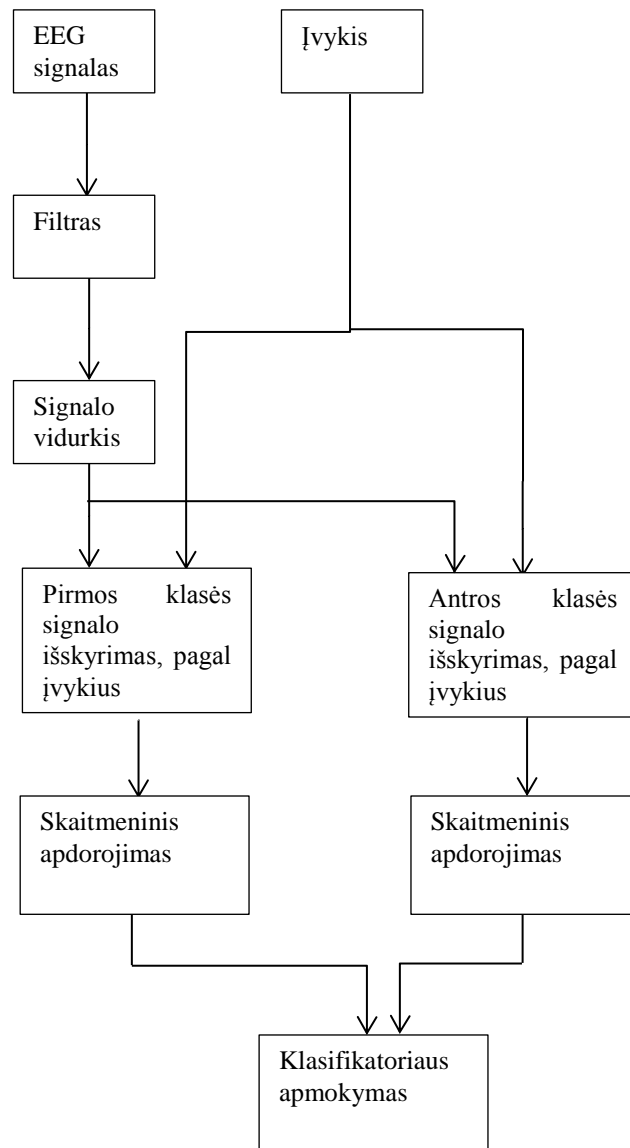 EEG
signalas
Įvykis
Filtras
Signalo
vidurkis
Pirmos klasės
signalo
išskyrimas, pagal
įvykius
Antros klasės
signalo
išskyrimas, pagal
įvykius
Skaitmeninis
apdorojimas
Skaitmeninis
apdorojimas
Klasifikatoriaus
apmokymas